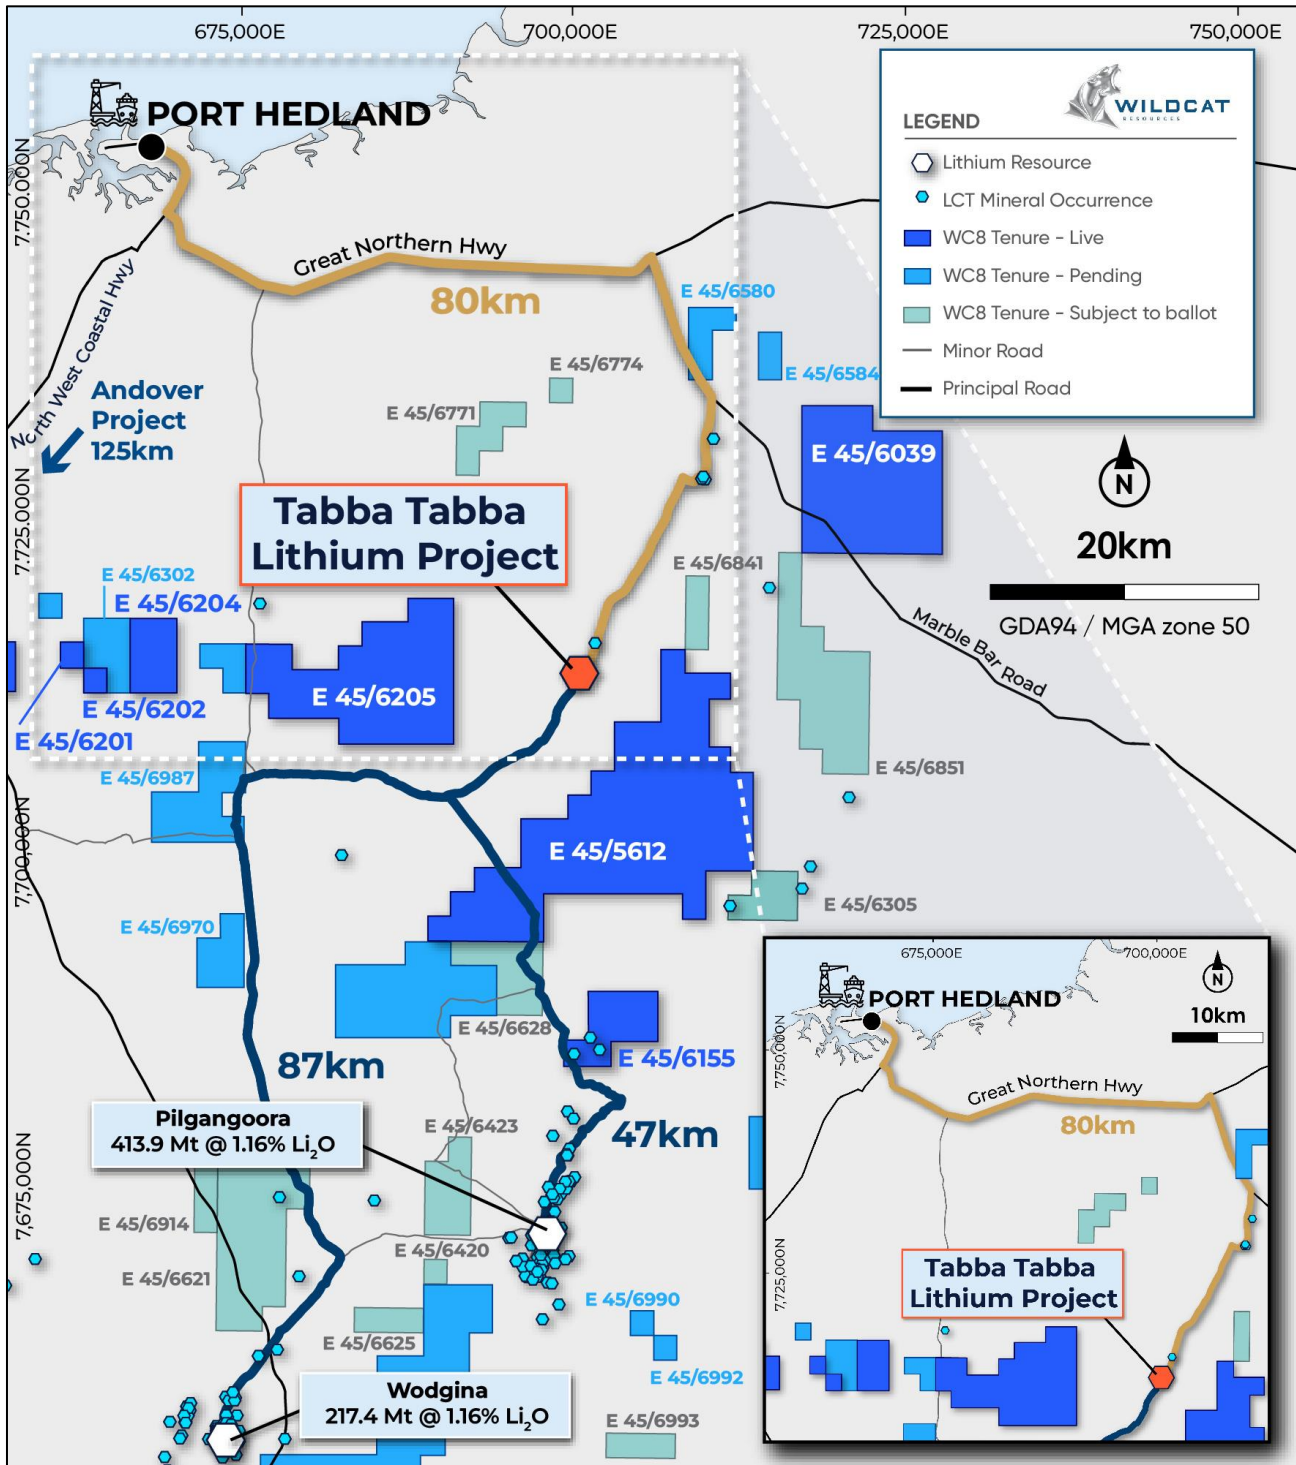 675,000E
700,000E
725,000E
750,000E
PORT HEDLAND
WILDCAT
RESOURCES
LEGEND
Lithium Resource
LCT Mineral Occurrence
WC8 Tenure - Live
WC8 Tenure - Pending
WC8 Tenure - Subject to ballot
Minor Road
Principal Road
7.750.000N
Great Northern Hwy
80km
North West Coastal Hwy
E 45/6580
E 45/6584
E 45/6774
E 45/6771
Andover
Project
125km
E 45/6039
N
20km
GDA94 / MGA zone 50
7.725.000N
Tabba Tabba
Lithium Project
E 45/6302
E 45/6204
E 45/6841
Marble Bar Road
E 45/6205
E 45/6202
E 45/6201
E 45/6987
E 45/6851
7,700,000N
E 45/5612
E 45/6305
E 45/6970
E 45/6628
87km
E 45/6155
Pilgangoora
413.9 Mt @ 1.16% Li₂O
E 45/6423
47km
7,675,000N
E 45/6914
E 45/6420
E 45/6621
E 45/6990
E 45/6625
E 45/6992
Wodgina
217.4 Mt @ 1.16% Li₂O
E 45/6993
675,000E
700,000E
N
PORT HEDLAND
10km
7,750,000N
Great Northern Hwy
80km
7,725,000N
Tabba Tabba
Lithium Project